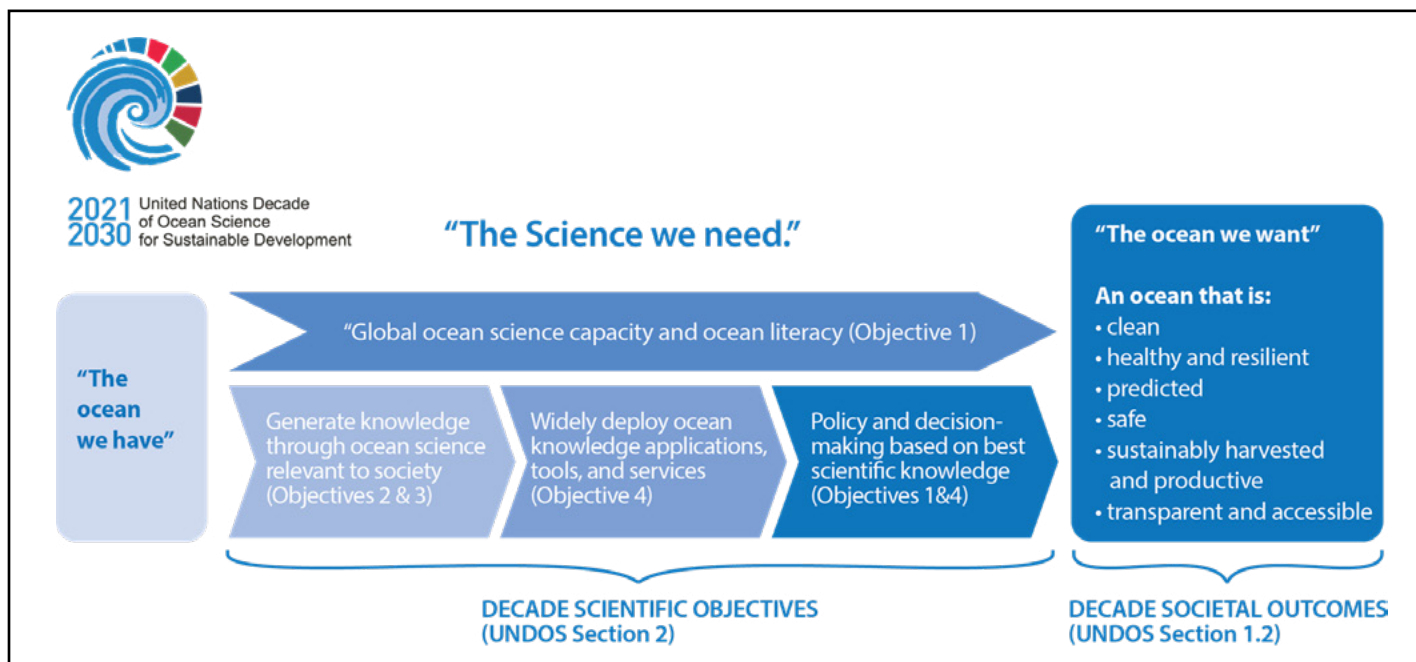 2021 United Nations Decade
of Ocean Science
2030 for Sustainable Development
“The Science we need.”
“The
ocean
we have”
“Global ocean science capacity and ocean literacy (Objective 1)
Generate knowledge
through ocean science
relevant to society
(Objectives 2 & 3)
Widely deploy ocean
knowledge applications,
tools, and services
(Objective 4)
Policy and decision-
making based on best
scientific knowledge
(Objectives 1&4)
“The ocean we want”
An ocean that is:
• clean
• healthy and resilient
• predicted
• safe
• sustainably harvested
and productive
• transparent and accessible
DECADE SCIENTIFIC OBJECTIVES
(UNDOS Section 2)
DECADE SOCIETAL OUTCOMES
(UNDOS Section 1.2)